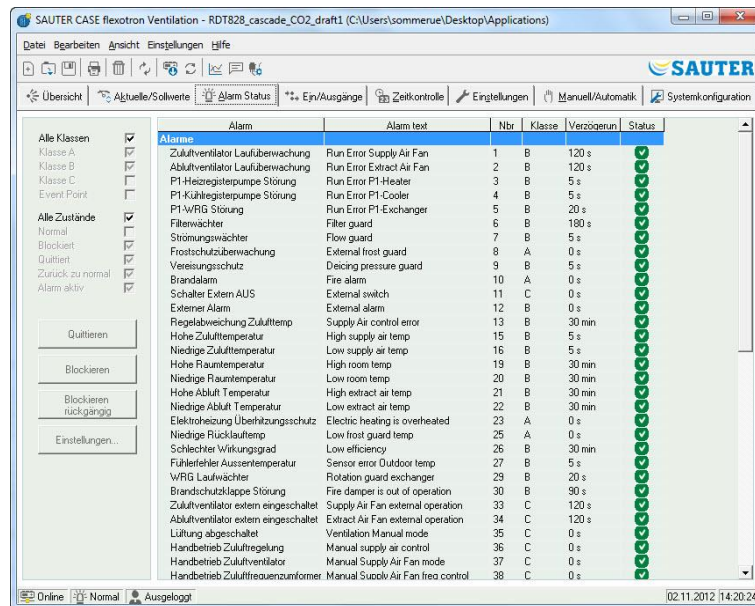 SAUTER CASE flexotron Ventilation - RDT828_cascade_CO2_draft1 (C:\Users\sommerue\Desktop\Applications)
Datei Bearbeiten Ansicht Einstellungen Hilfe
SAUTER
Übersicht Aktuelle/Sollwerte Alarm Status Ein/Ausgänge Zeitkontrolle Einstellungen Manuell/Automatik Systemkonfiguration
Alle Klassen
Klasse A
Klasse B
Klasse C
Event Point
Alle Zustände
Normal
Blockiert
Quittiert
Zurück zu normal
Alarm aktiv
Quittieren
Blockieren
Blockieren
rückgängig
Einstellungen...
Alarm Alarm text Nbr Klasse Verzögerun Status
Alarme
Zuluftventilator Laufüberwachung Run Error Supply Air Fan 1 B 120 s
Abluftventilator Laufüberwachung Run Error Extract Air Fan 2 B 120 s
P1-Heizregisterpumpe Störung Run Error P1-Heater 3 B 5 s
P1-Kühlregisterpumpe Störung Run Error P1-Cooler 4 B 5 s
P1-WRG Störung Run Error P1-Exchanger 5 B 20 s
Filterwächter Filter guard 6 B 180 s
Strömungswächter Flow guard 7 B 5 s
Frostschutzüberwachung External frost guard 8 A 0 s
Vereisungsschutz Deicing pressure guard 9 B 5 s
Brandalarm Fire alarm 10 A 0 s
Schalter Extern AUS External switch 11 C 0 s
Externer Alarm External alarm 12 B 0 s
Regelabweichung Zulufttemp Supply Air control error 13 B 30 min
Hohe Zulufttemperatur High supply air temp 15 B 5 s
Niedrige Zulufttemperatur Low supply air temp 16 B 5 s
Hohe Raumtemperatur High room temp 19 B 30 min
Niedrige Raumtemperatur Low room temp 20 B 30 min
Hohe Abluft Temperatur High extract air temp 21 B 30 min
Niedrige Abluft Temperatur Low extract air temp 22 B 30 min
Elektroheizung Überhitzungsschutz Electric heating is overheated 23 A 0 s
Niedrige Rücklauftemp Low frost guard temp 25 A 0 s
Schlechter Wirkungsgrad Low efficiency 26 B 30 min
Fühlerfehler Aussentemperatur Sensor error Outdoor temp 27 B 5 s
WRG Laufwächter Rotation guard exchanger 29 B 20 s
Brandschutzklappe Störung Fire damper is out of operation 30 B 90 s
Zuluftventilator extern eingeschaltet Supply Air Fan external operation 33 C 120 s
Abluftventilator extern eingeschaltet Extract Air Fan external operation 34 C 120 s
Lüftung abgeschaltet Ventilation Manual mode 35 C 0 s
Handbetrieb Zuluftregelung Manual supply air control 36 C 0 s
Handbetrieb Zuluftventilator Manual Supply Air Fan mode 37 C 0 s
Handbetrieb Zuluftfrequenzumformer Manual Supply Air Fan freq control 38 C 0 s
Online Normal Ausgeloggt 02.11.2012 14:20:24